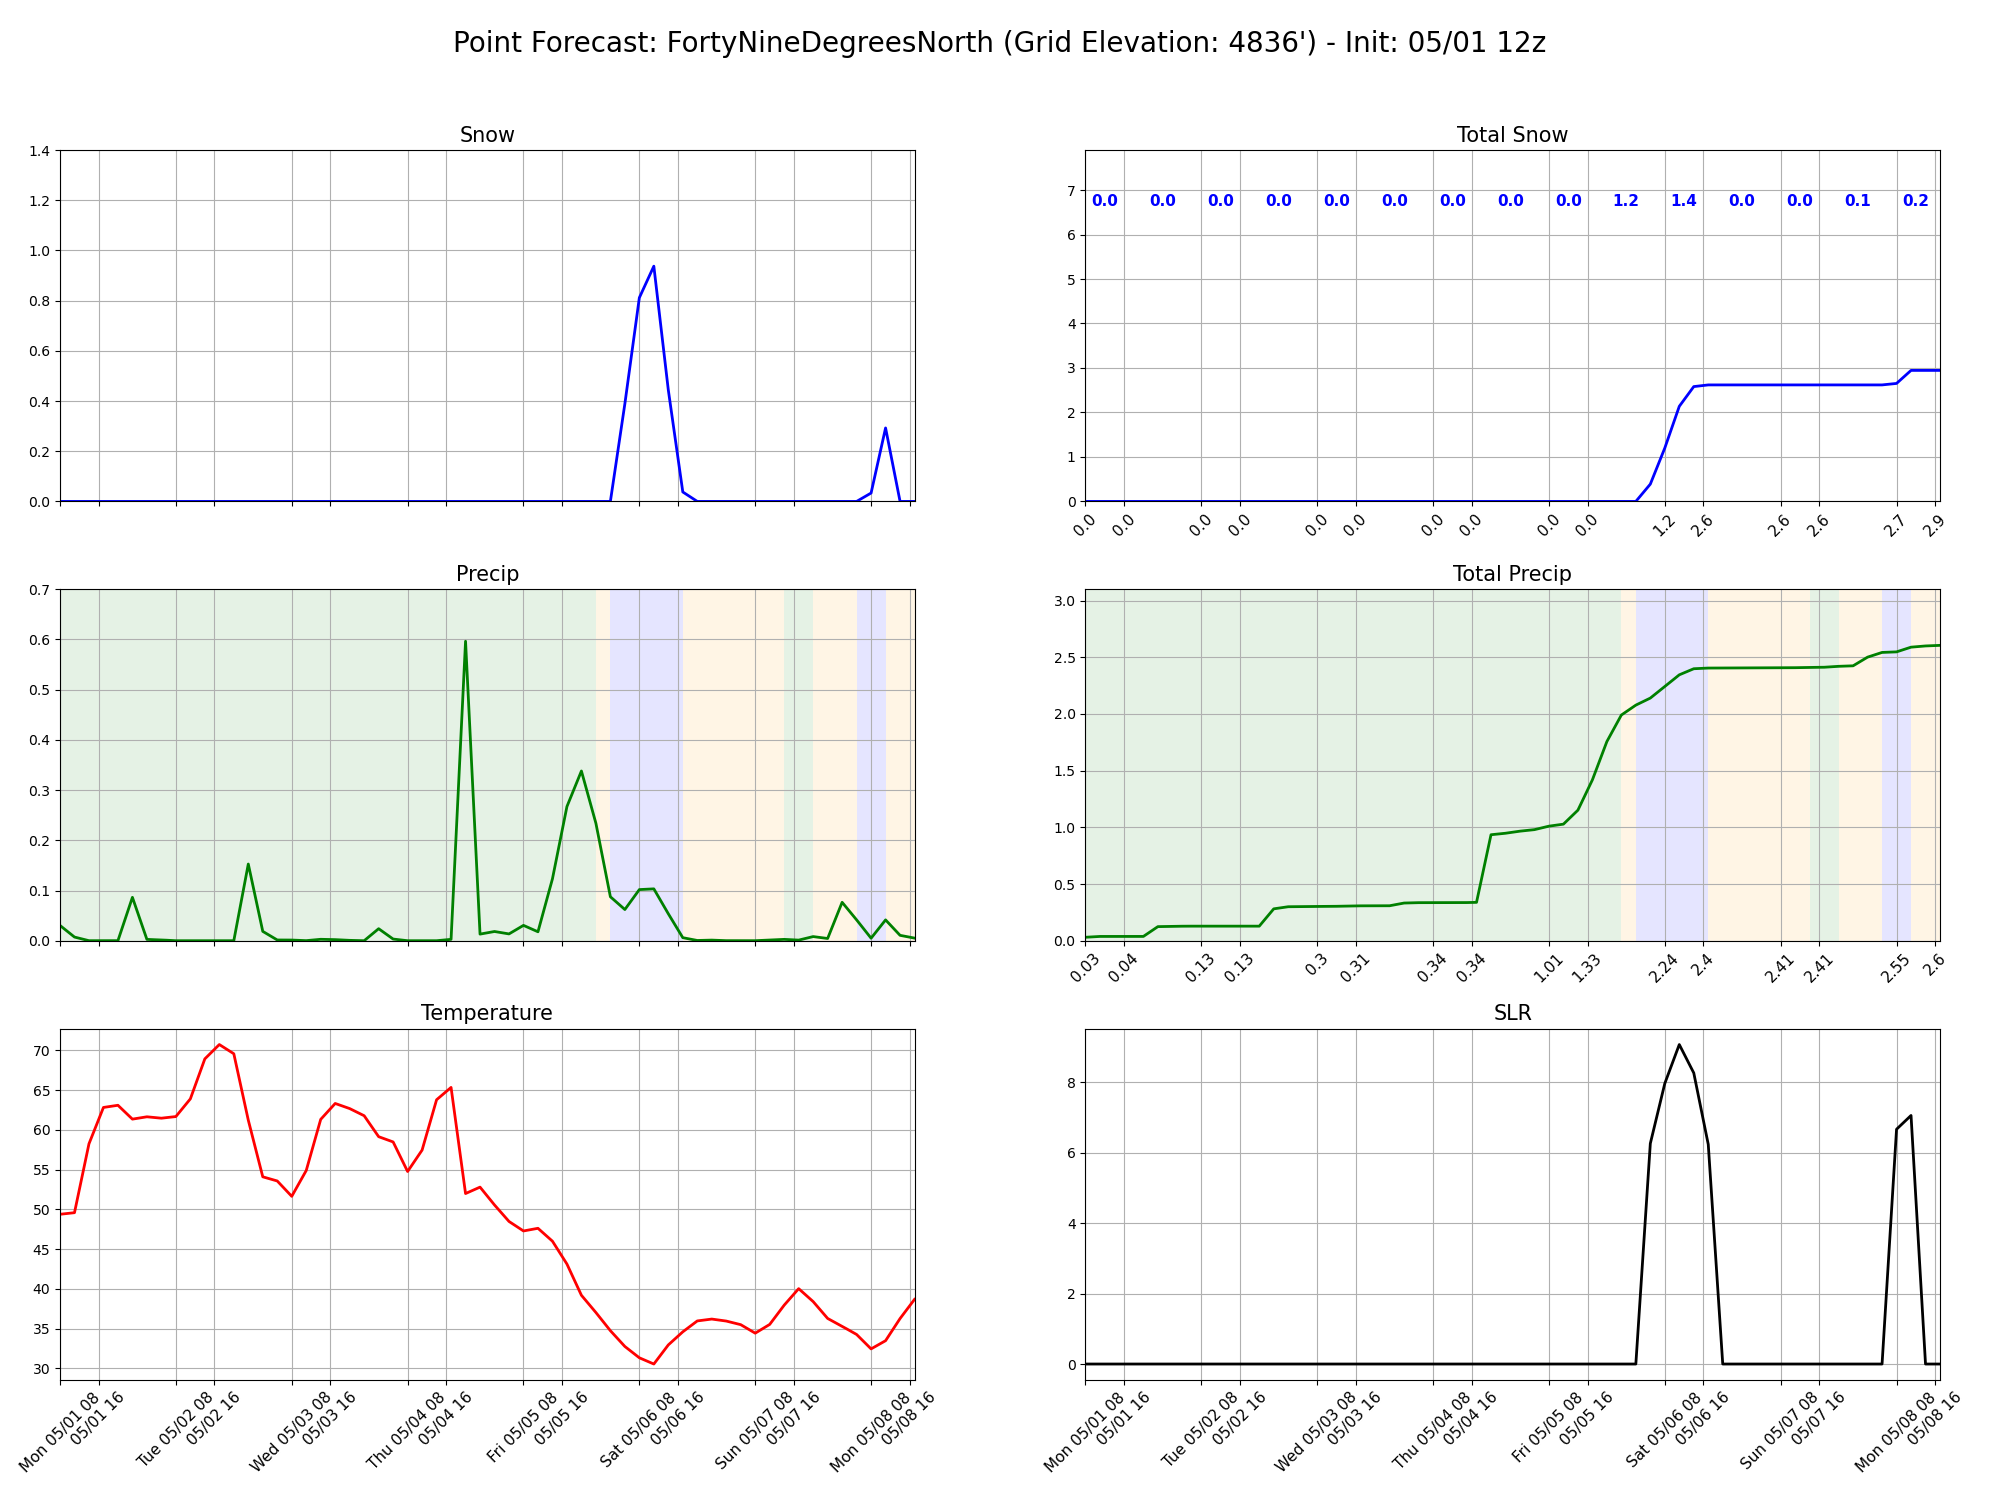 Point Forecast: FortyNineDegreesNorth (Grid Elevation: 4836') - Init: 05/01 12z
Snow
1.4
1.2
1.0
0.8
0.6
0.4
0.2
0.0
Total Snow
7
6
5
4
3
2
1
0
0.0 0.0 0.0 0.0 0.0 0.0 0.0 0.0 0.0 1.2 1.4 0.0 0.0 0.1 0.2
0.0 0.0 0.0 0.0 0.0 0.0 0.0 0.0 0.0 0.0 1.2 2.6 2.6 2.6 2.7 2.9
Precip
0.7
0.6
0.5
0.4
0.3
0.2
0.1
0.0
Total Precip
3.0
2.5
2.0
1.5
1.0
0.5
0.0
0.03 0.04 0.13 0.13 0.3 0.31 0.34 0.34 1.01 1.33 2.24 2.4 2.41 2.41 2.55 2.6
Temperature
70
65
60
55
50
45
40
35
30
Mon 05/01 08
05/01 16
Tue 05/02 08
05/02 16
Wed 05/03 08
05/03 16
Thu 05/04 08
05/04 16
Fri 05/05 08
05/05 16
Sat 05/06 08
05/06 16
Sun 05/07 08
05/07 16
Mon 05/08 08
05/08 16
SLR
8
6
4
2
0
Mon 05/01 08
05/01 16
Tue 05/02 08
05/02 16
Wed 05/03 08
05/03 16
Thu 05/04 08
05/04 16
Fri 05/05 08
05/05 16
Sat 05/06 08
05/06 16
Sun 05/07 08
05/07 16
Mon 05/08 08
05/08 16